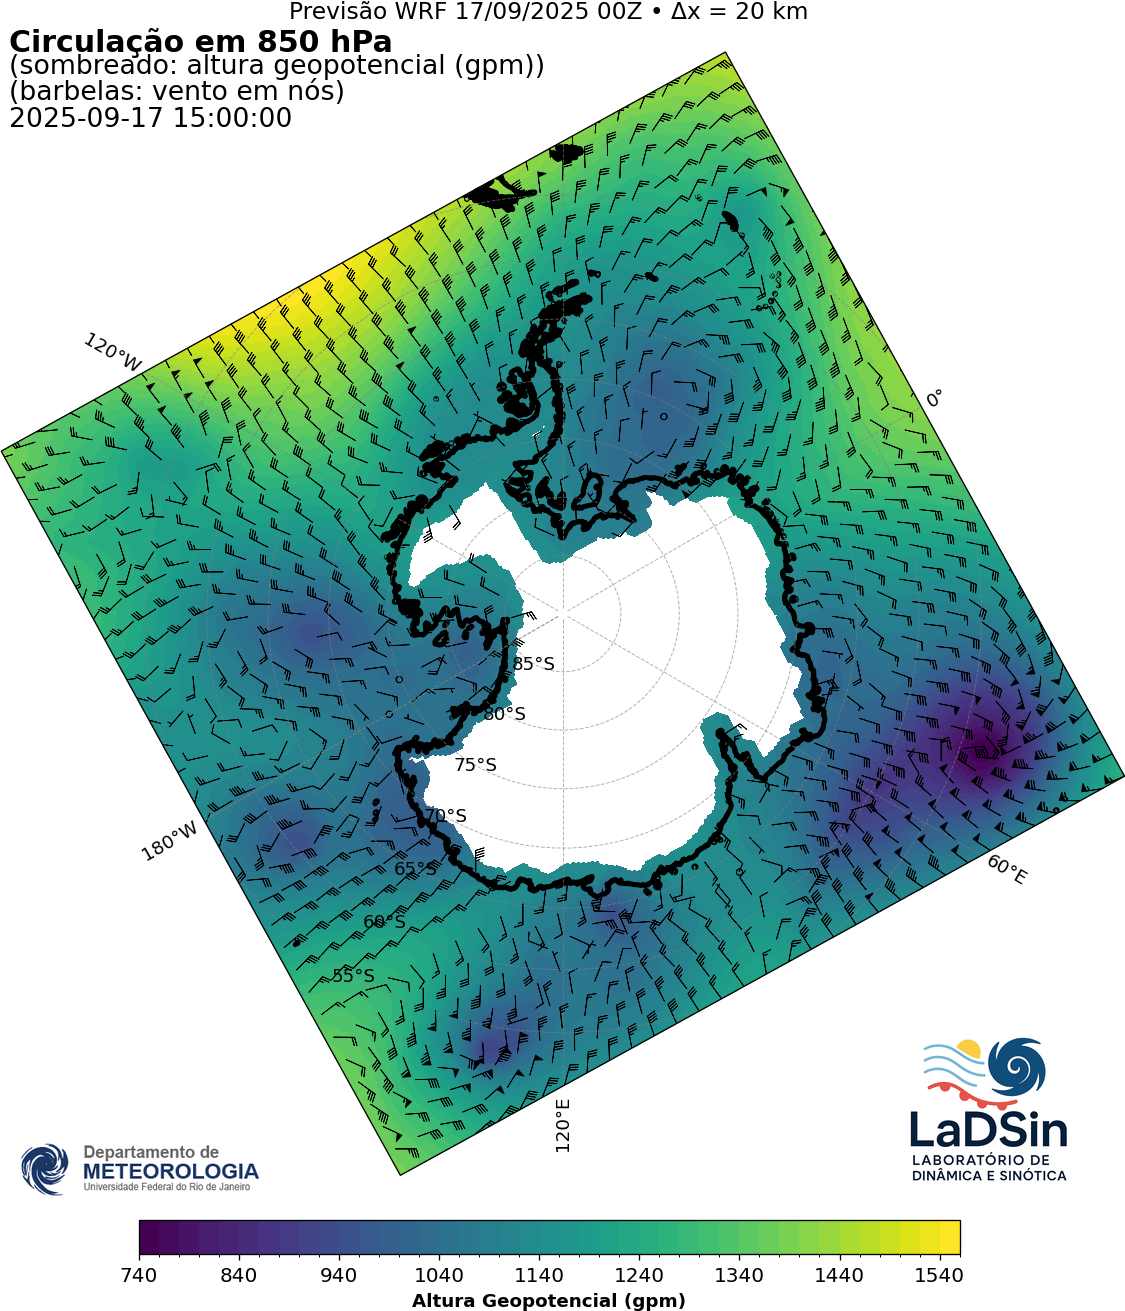 Previsão WRF 17/09/2025 00Z • Δx = 20 km
Circulação em 850 hPa
(sombreado: altura geopotencial (gpm))
(barbelas: vento em nós)
2025-09-17 15:00:00
120°W
0°
85°S
80°S
75°S
70°S
180°W
65°S
60°E
60°S
55°S
120°E
LaDSin
LABORATÓRIO DE
DINÂMICA E SINÓTICA
Departamento de
METEOROLOGIA
Universidade Federal do Rio de Janeiro
740 840 940 1040 1140 1240 1340 1440 1540
Altura Geopotencial (gpm)